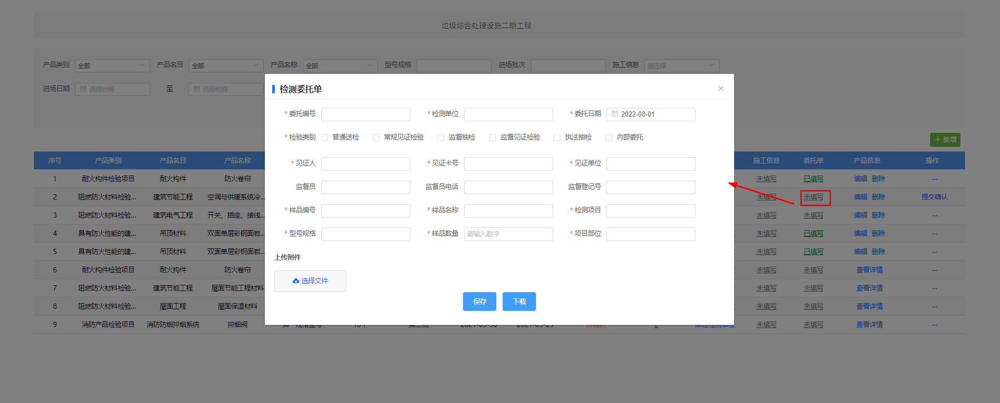 垃圾综合处理设施二期工程
产品类别 全部 产品名目 全部 产品名称 全部 型号规格 进场批次 施工信息 请选择
进场日期 选择时间 至 选择时间
检测委托单
* 委托编号 * 检测单位 * 委托日期 2022-08-01
* 检验类别 普通送检 常规见证检验 监督抽检 监督见证检验 执法抽检 内部委托
* 见证人 * 见证卡号 * 见证单位
监督员 监督员电话 监督登记号
* 样品编号 * 样品名称 * 检测项目
* 型号规格 * 样品数量 请输入数字 * 项目部位
上传附件
选择文件
保存 下载
+ 新增
序号 产品类别 产品名目 产品名称 施工信息 委托单 产品信息 操作
1 耐火构件检验项目 耐火构件 防火卷帘 未填写 已填写 编辑 删除 --
2 阻燃防火材料检验... 建筑节能工程 空调与供暖系统冷... 未填写 未填写 编辑 删除 提交确认
3 阻燃防火材料检验... 建筑电气工程 开关、插座、接线... 未填写 未填写 编辑 删除 --
4 具有防火性能的建... 吊顶材料 双面单层彩钢面岩... 未填写 已填写 编辑 删除 --
5 具有防火性能的建... 吊顶材料 双面单层彩钢面岩... 未填写 已填写 编辑 删除 --
6 耐火构件检验项目 耐火构件 防火卷帘 未填写 未填写 查看详情 --
7 阻燃防火材料检验... 建筑节能工程 屋面节能工程材料 未填写 未填写 查看详情 --
8 阻燃防火材料检验... 屋面工程 屋面保温材料 未填写 未填写 查看详情 --
9 消防产品检验项目 消防防烟排烟系统 排烟阀 待确认 绑定检测单位 未填写 未填写 查看详情 --